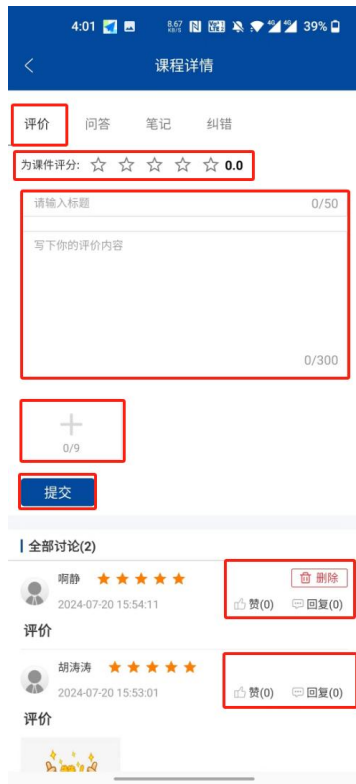 4:01 8.67 KB/S 4G 4G 39%
课程详情
评价 问答 笔记 纠错
为课件评分: 0.0
请输入标题 0/50
写下你的评价内容
0/300
0/9
提交
全部讨论(2)
啊静 删除
2024-07-20 15:54:11 赞(0) 回复(0)
评价
胡涛涛
2024-07-20 15:53:01 赞(0) 回复(0)
评价